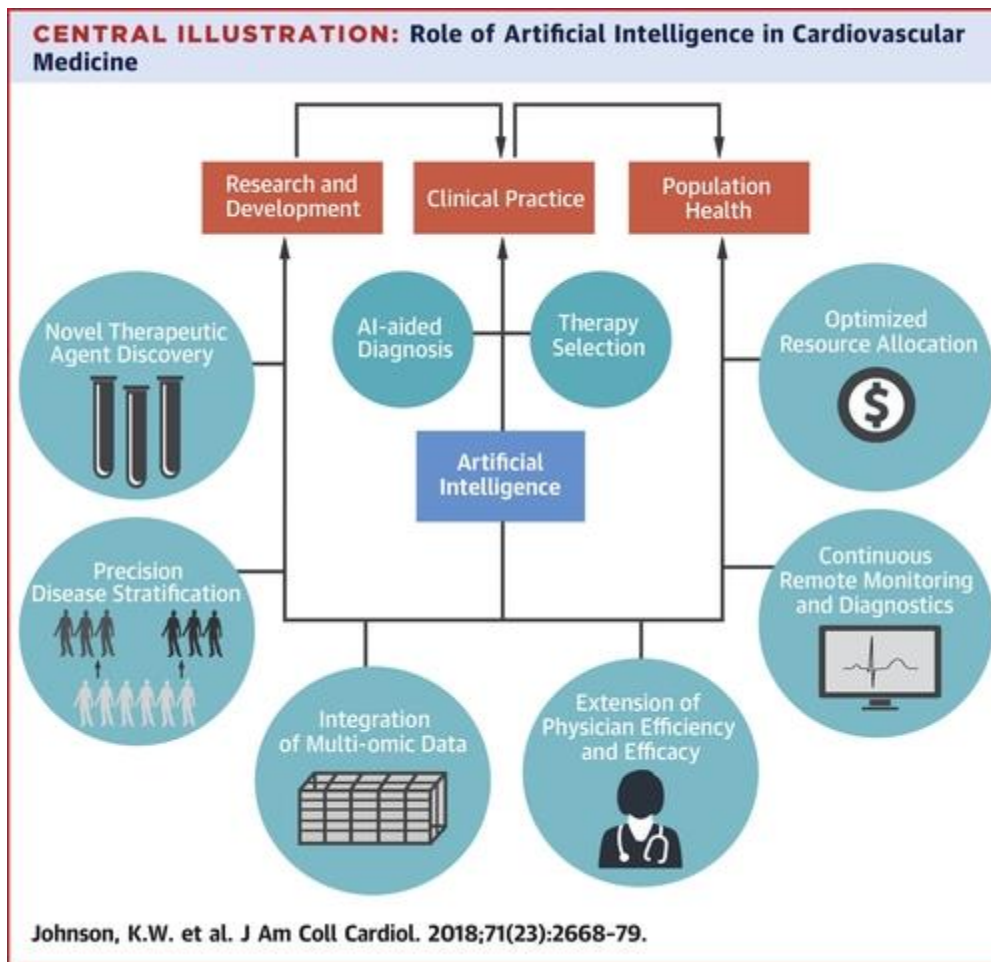 CENTRAL ILLUSTRATION: Role of Artificial Intelligence in Cardiovascular
Medicine
Research and
Development
Clinical Practice
Population
Health
Novel Therapeutic
Agent Discovery
AI-aided
Diagnosis
Therapy
Selection
Optimized
Resource Allocation
$
Artificial
Intelligence
Precision
Disease Stratification
Continuous
Remote Monitoring
and Diagnostics
Integration
of Multi-omic Data
Extension of
Physician Efficiency
and Efficacy
Johnson, K.W. et al. J Am Coll Cardiol. 2018;71(23):2668–79.